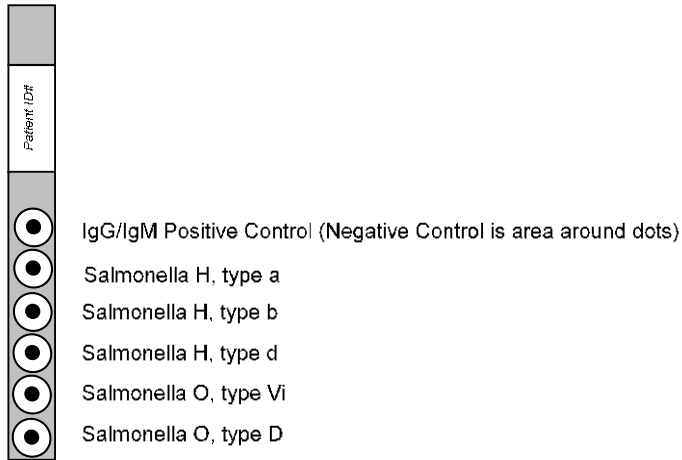 Patient ID#
IgG/IgM Positive Control (Negative Control is area around dots)
Salmonella H, type a
Salmonella H, type b
Salmonella H, type d
Salmonella O, type Vi
Salmonella O, type D